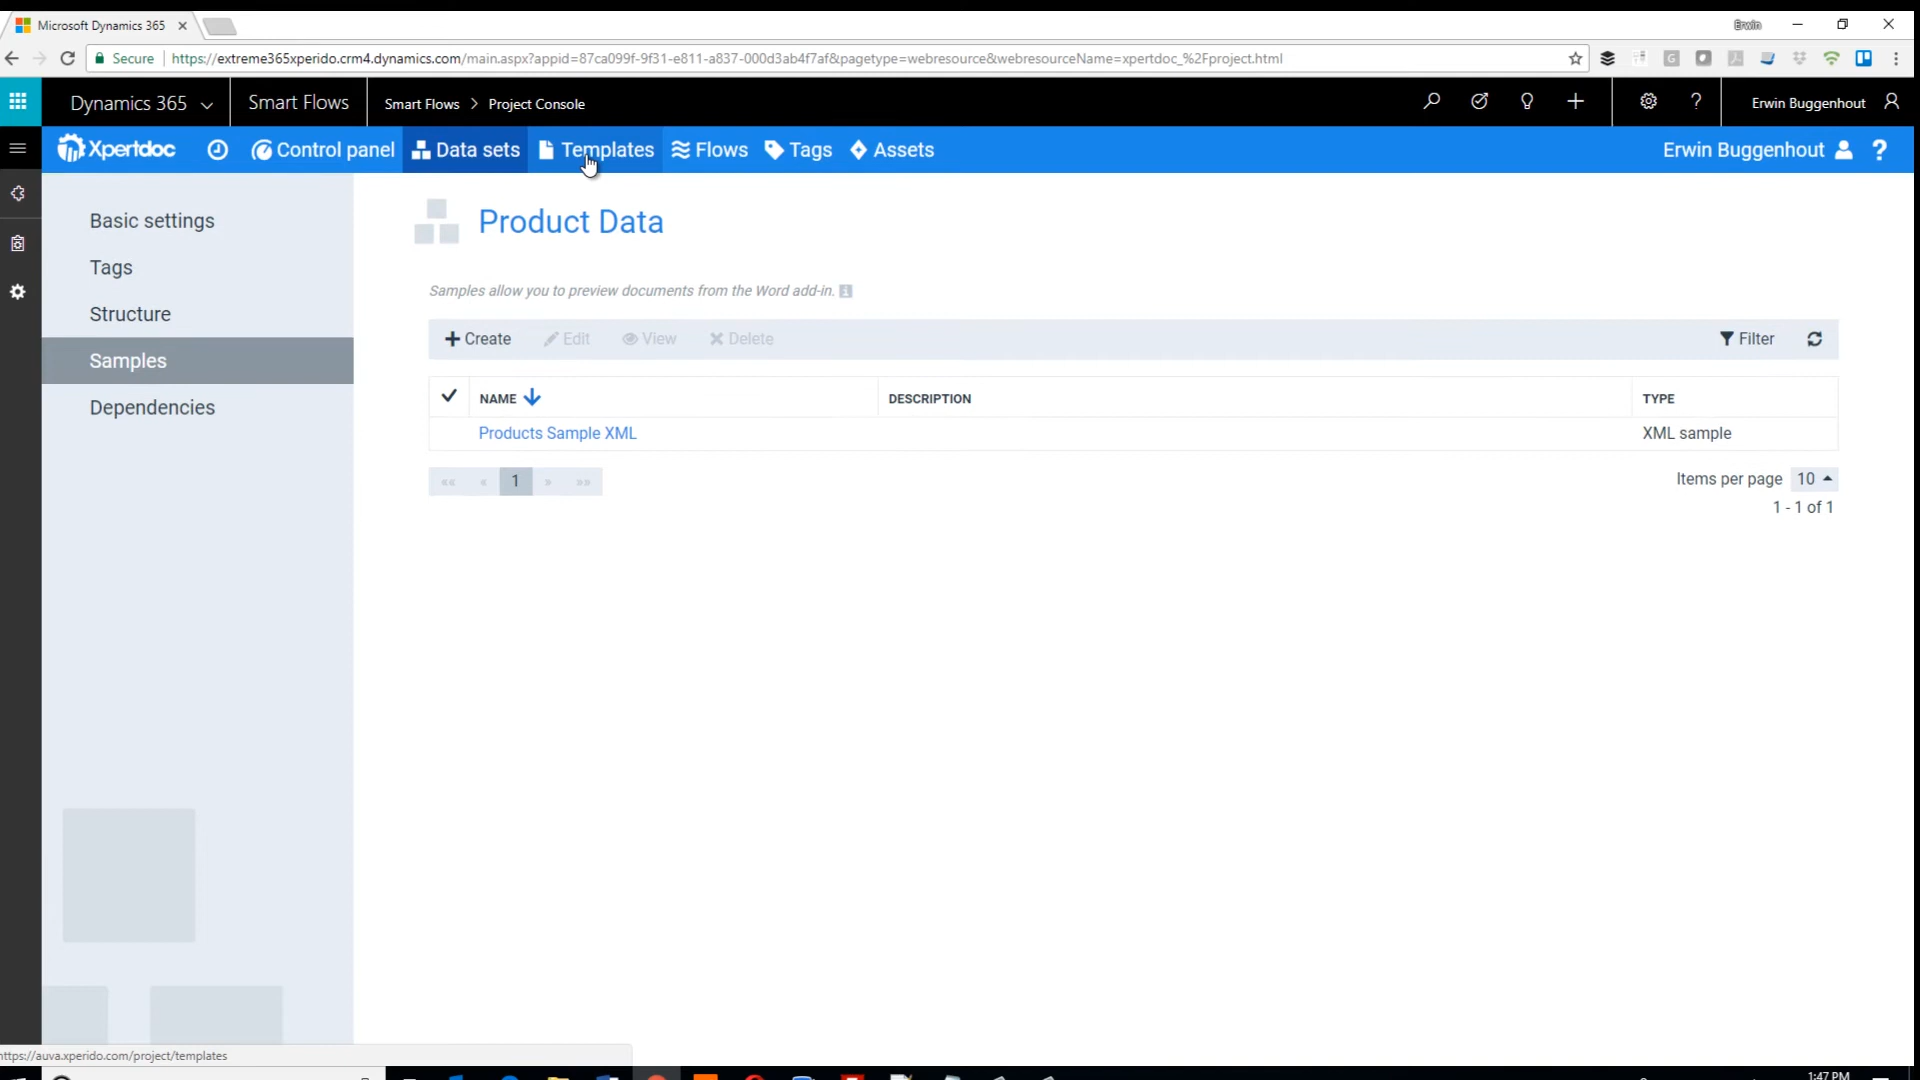 Microsoft Dynamics 365
Erwin
Secure
https://extreme365xperido.crm4.dynamics.com/main.aspx?appid=87ca099f-9f31-e811-a837-000d3ab4f7af&pagetype=webresource&webresourceName=xpertdoc_%2Fproject.html
Dynamics 365
Smart Flows
Smart Flows > Project Console
?
Erwin Buggenhout
Xpertdoc
Control panel
Data sets
Templates
Flows
Tags
Assets
Erwin Buggenhout
?
Basic settings
Tags
Structure
Samples
Dependencies
Product Data
Samples allow you to preview documents from the Word add-in.
Create
Edit
View
Delete
Filter
NAME
DESCRIPTION
TYPE
Products Sample XML
XML sample
«« « 1 » »»
Items per page 10
1 - 1 of 1
https://auva.xperido.com/project/templates
1:47 PM